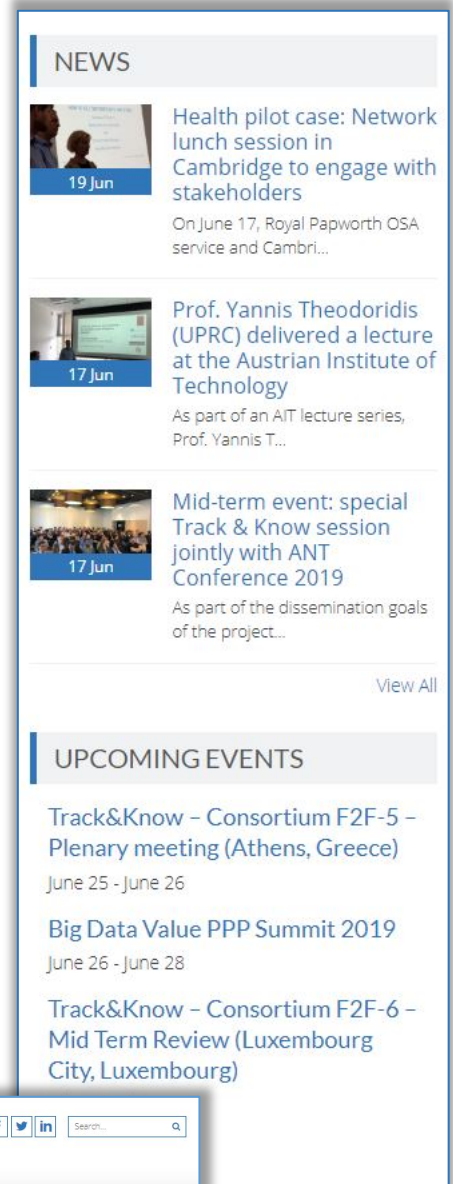 NEWS
19 Jun
Health pilot case: Network
lunch session in
Cambridge to engage with
stakeholders
On June 17, Royal Papworth OSA
service and Cambri...
17 Jun
Prof. Yannis Theodoridis
(UPRC) delivered a lecture
at the Austrian Institute of
Technology
As part of an AIT lecture series,
Prof. Yannis T...
17 Jun
Mid-term event: special
Track & Know session
jointly with ANT
Conference 2019
As part of the dissemination goals
of the project...
View All
UPCOMING EVENTS
Track&Know – Consortium F2F-5 –
Plenary meeting (Athens, Greece)
June 25 - June 26
Big Data Value PPP Summit 2019
June 26 - June 28
Track&Know – Consortium F2F-6 –
Mid Term Review (Luxembourg
City, Luxembourg)
in
Search...